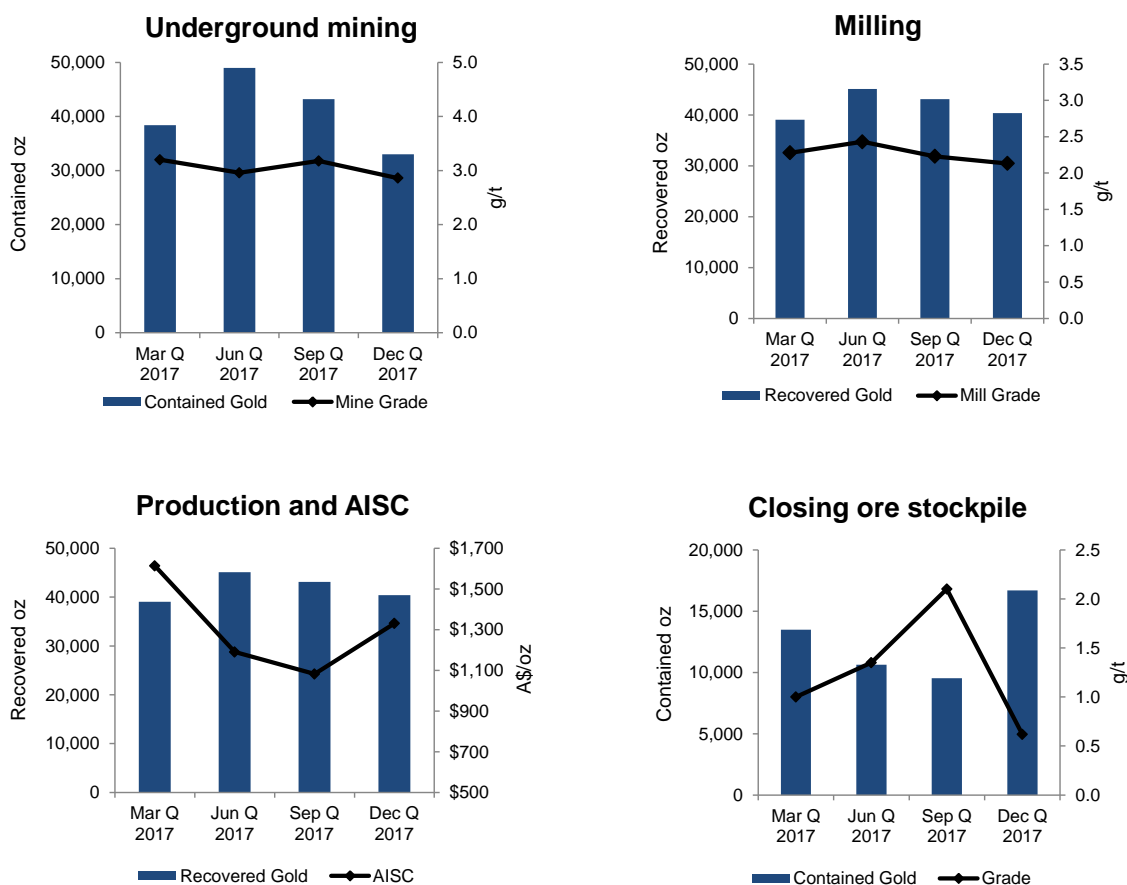 Underground mining
50,000
40,000
30,000
20,000
10,000
0
Contained oz
5.0
4.0
3.0
2.0
1.0
0.0
g/t
Mar Q
2017
Jun Q
2017
Sep Q
2017
Dec Q
2017
Contained Gold
Mine Grade
Milling
50,000
40,000
30,000
20,000
10,000
0
Recovered oz
3.5
3.0
2.5
2.0
1.5
1.0
0.5
0.0
g/t
Mar Q
2017
Jun Q
2017
Sep Q
2017
Dec Q
2017
Recovered Gold
Mill Grade
Production and AISC
50,000
40,000
30,000
20,000
10,000
0
Recovered oz
$1,700
$1,500
$1,300
$1,100
$900
$700
$500
A$/oz
Mar Q
2017
Jun Q
2017
Sep Q
2017
Dec Q
2017
Recovered Gold
AISC
Closing ore stockpile
20,000
15,000
10,000
5,000
0
Contained oz
2.5
2.0
1.5
1.0
0.5
0.0
g/t
Mar Q
2017
Jun Q
2017
Sep Q
2017
Dec Q
2017
Contained Gold
Grade